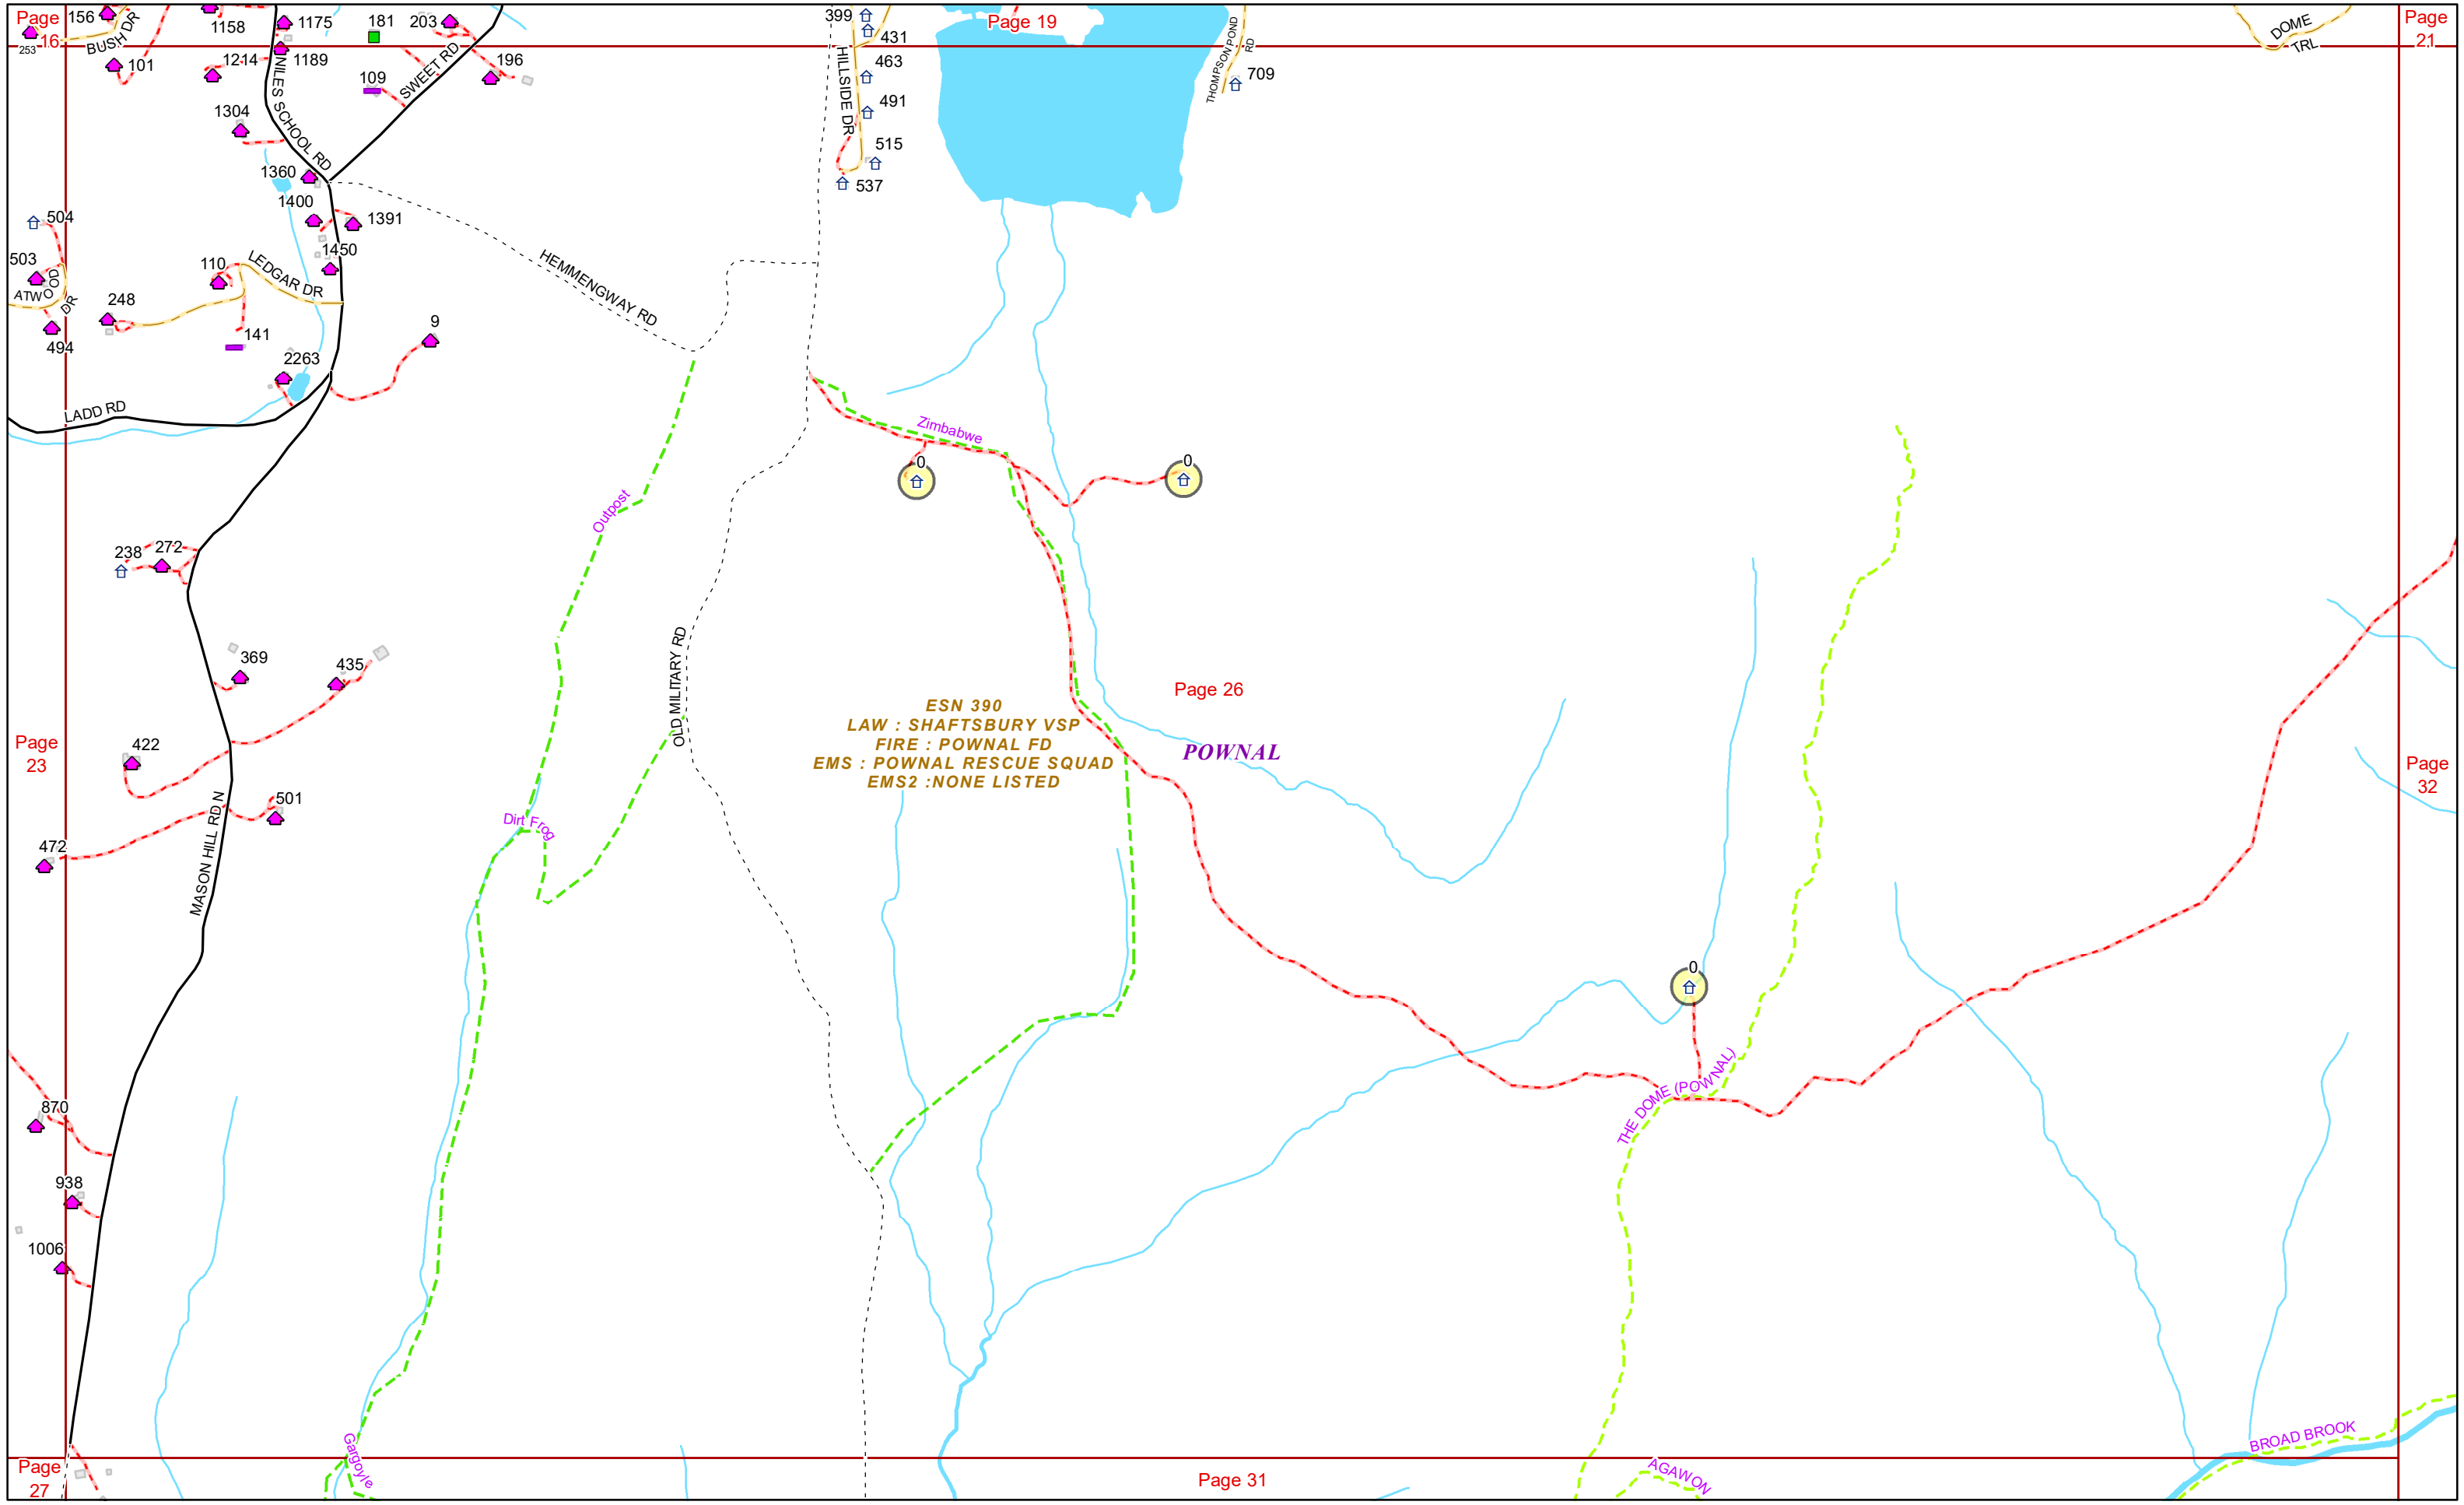 Page
16
253
156
BUSH DR
101
1158
1175
181
203
1214
1189
109
SWEET RD
196
NILES SCHOOL RD
1304
1360
1400
1391
1450
399
431
463
HILLSIDE DR
491
515
537
Page 19
THOMPSON POND
RD
709
DOME
TRL
Page
21
504
503
ATWOOD
DR
494
248
110
LEDGAR DR
141
2263
9
HEMMENGWAY RD
LADD RD
Zimbabwe
0
0
Outpost
238
272
369
435
OLD MILITARY RD
Page 26
ESN 390
LAW : SHAFTSBURY VSP
FIRE : POWNAL FD
EMS : POWNAL RESCUE SQUAD
EMS2 :NONE LISTED
POWNAL
Page
23
422
501
472
MASON HILL RD N
Dirt Frog
Page
32
0
THE DOME (POWNAL)
870
938
1006
Gargoyle
BROAD BROOK
AGAWON
Page
27
Page 31